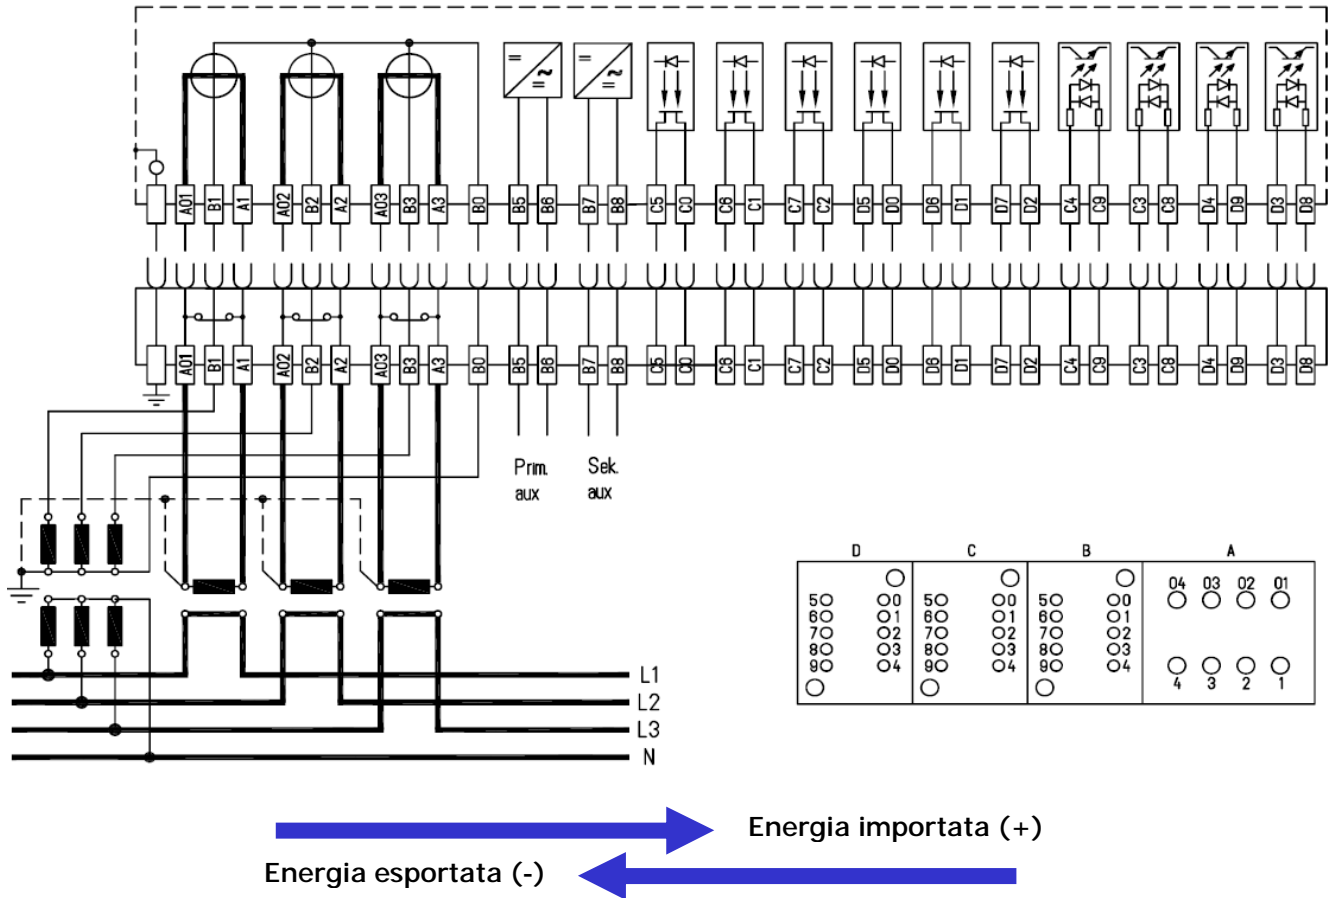 A01 B1 A1 A02 B2 A2 A03 B3 A3 B0 B5 B6 B7 B8 C5 C0 C6 C1 C7 C2 D5 D0 D6 D1 D7 D2 C4 C9 C3 C8 D4 D9 D3 D8
A01 B1 A1 A02 B2 A2 A03 B3 A3 B0 B5 B6 B7 B8 C5 C0 C6 C1 C7 C2 D5 D0 D6 D1 D7 D2 C4 C9 C3 C8 D4 D9 D3 D8
Prim. Sek.
aux aux
D C B A
04 03 02 01
5 0 5 0 5 0
6 1 6 1 6 1
7 2 7 2 7 2
8 3 8 3 8 3
9 4 9 4 9 4
4 3 2 1
L1
L2
L3
N
Energia importata (+)
Energia esportata (-)